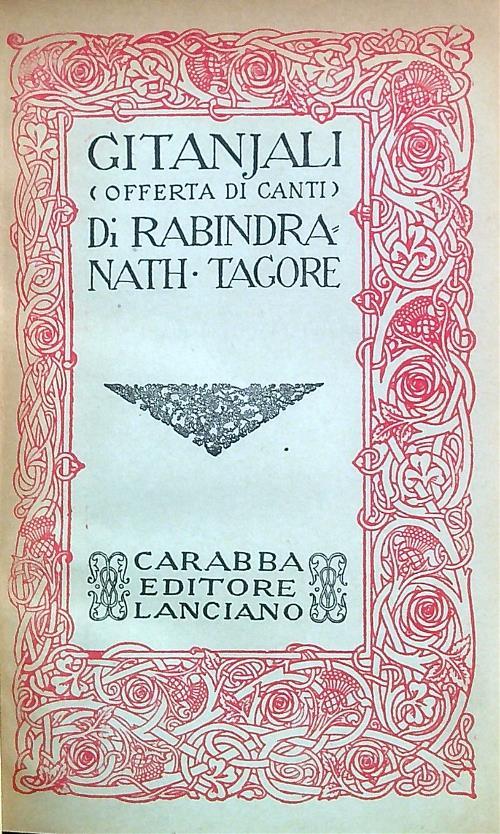 GITANJALI
(OFFERTA DI CANTI)
Di RABINDRA=
NATH · TAGORE
CARABBA
EDITORE
LANCIANO